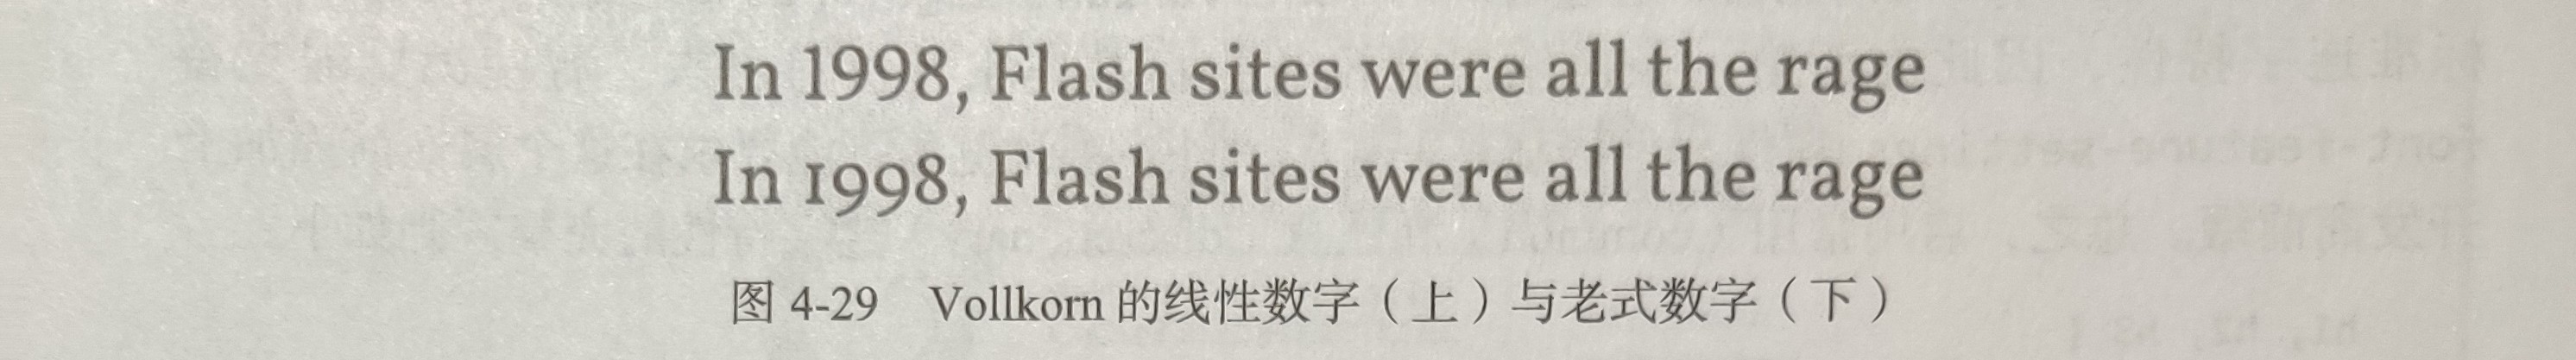 In 1998, Flash sites were all the rage
In 1998, Flash sites were all the rage
图 4-29 Vollkorn 的线性数字（上）与老式数字（下）